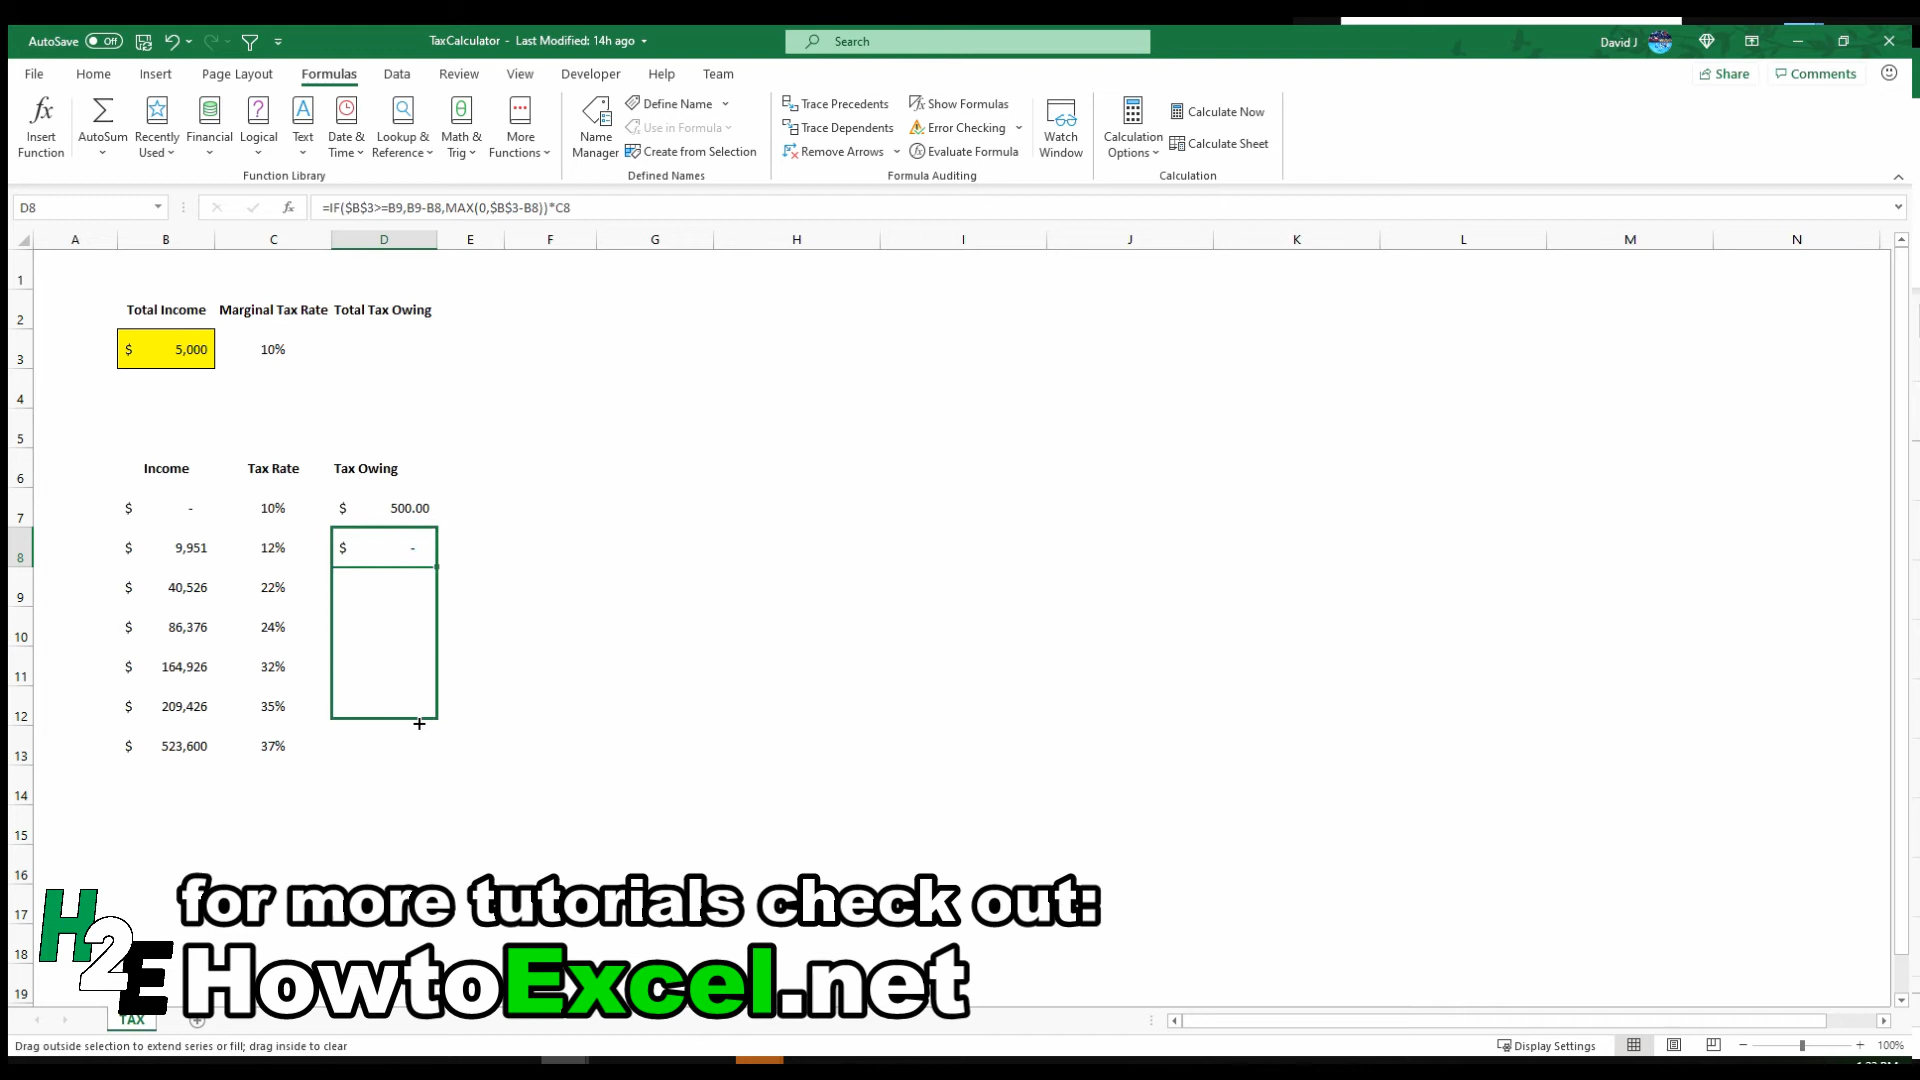 AutoSave Off
TaxCalculator - Last Modified: 14h ago
Search
David J
File Home Insert Page Layout Formulas Data Review View Developer Help Team
Share Comments
Insert Function
AutoSum
Recently Used
Financial
Logical
Text
Date & Time
Lookup & Reference
Math & Trig
More Functions
Function Library
Name Manager
Define Name
Use in Formula
Create from Selection
Defined Names
Trace Precedents
Trace Dependents
Remove Arrows
Show Formulas
Error Checking
Evaluate Formula
Formula Auditing
Watch Window
Calculation Options
Calculate Now
Calculate Sheet
Calculation
D8 fx =IF($B$3>=B9,B9-B8,MAX(0,$B$3-B8))*C8
A B C D E F G H I J K L M N
1
2 Total Income Marginal Tax Rate Total Tax Owing
3 $ 5,000 10%
4
5
6 Income Tax Rate Tax Owing
7 $ - 10% $ 500.00
8 $ 9,951 12% $ -
9 $ 40,526 22%
10 $ 86,376 24%
11 $ 164,926 32%
12 $ 209,426 35%
13 $ 523,600 37%
14
15
16
17
18
19
H2E
for more tutorials check out:
HowtoExcel.net
TAX
Drag outside selection to extend series or fill; drag inside to clear
Display Settings
100%